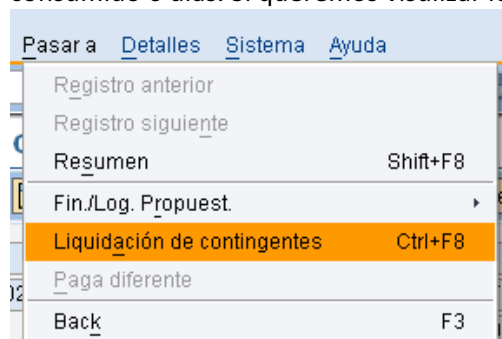 Pasar a Detalles Sistema Ayuda
Registro anterior
Registro siguiente
Resumen Shift+F8
Fin./Log. Propuest.
Liquidación de contingentes Ctrl+F8
Paga diferente
Back F3